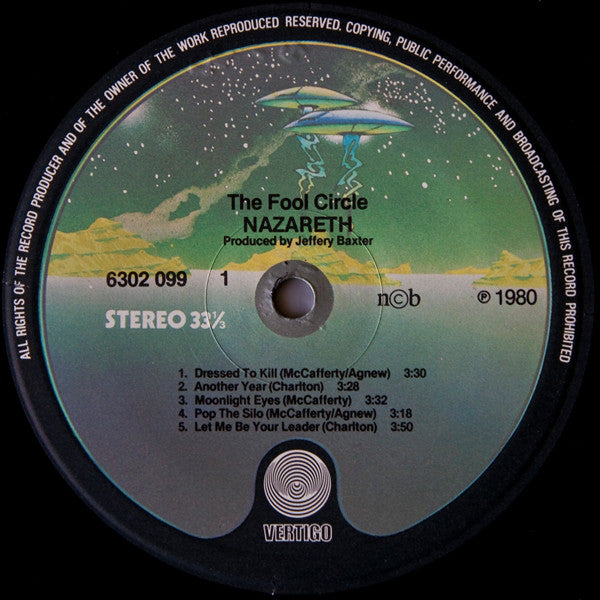 ALL RIGHTS OF THE RECORD PRODUCER AND OF THE OWNER OF THE WORK REPRODUCED RESERVED. COPYING, PUBLIC PERFORMANCE AND BROADCASTING OF THIS RECORD PROHIBITED
The Fool Circle
NAZARETH
Produced by Jeffery Baxter
6302 099 1 n©b ℗ 1980
STEREO 33⅓
1. Dressed To Kill (McCafferty/Agnew) 3:30
2. Another Year (Charlton) 3:28
3. Moonlight Eyes (McCafferty) 3:32
4. Pop The Silo (McCafferty/Agnew) 3:18
5. Let Me Be Your Leader (Charlton) 3:50
VERTIGO